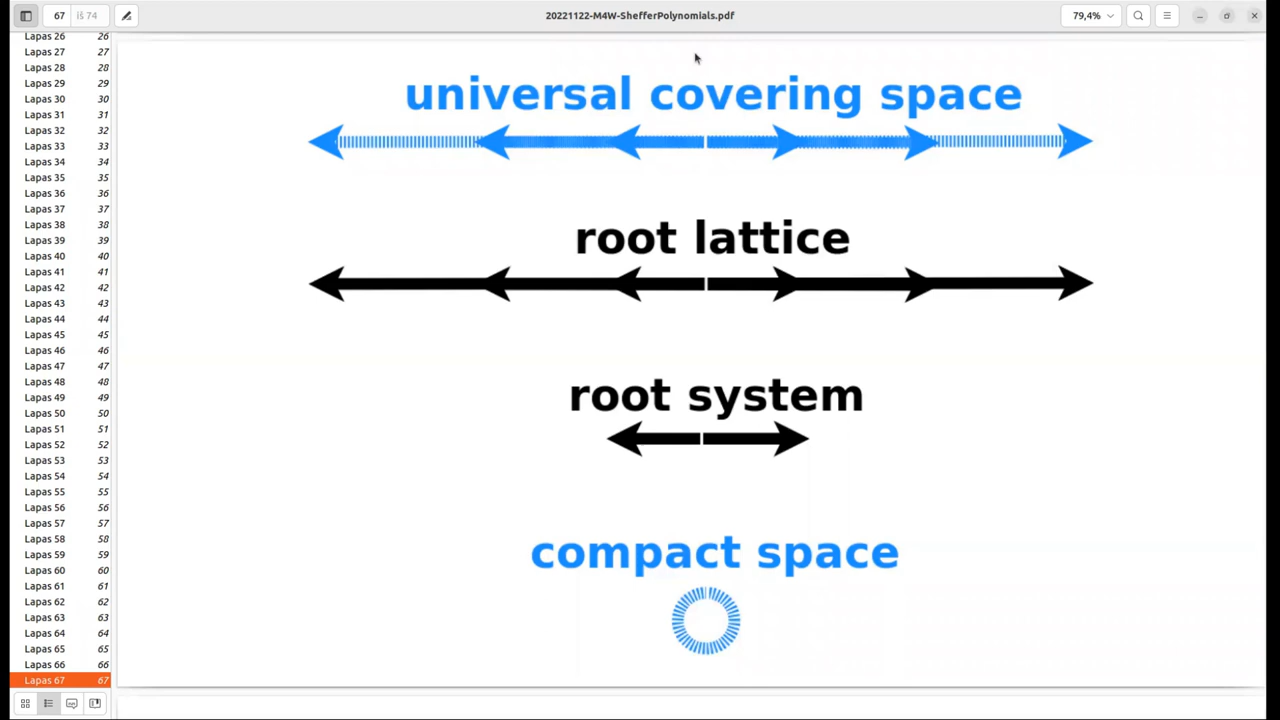 67
iš 74
20221122-M4W-ShefferPolynomials.pdf
79,4%
Lapas 26 26
Lapas 27 27
Lapas 28 28
Lapas 29 29
Lapas 30 30
Lapas 31 31
Lapas 32 32
Lapas 33 33
Lapas 34 34
Lapas 35 35
Lapas 36 36
Lapas 37 37
Lapas 38 38
Lapas 39 39
Lapas 40 40
Lapas 41 41
Lapas 42 42
Lapas 43 43
Lapas 44 44
Lapas 45 45
Lapas 46 46
Lapas 47 47
Lapas 48 48
Lapas 49 49
Lapas 50 50
Lapas 51 51
Lapas 52 52
Lapas 53 53
Lapas 54 54
Lapas 55 55
Lapas 56 56
Lapas 57 57
Lapas 58 58
Lapas 59 59
Lapas 60 60
Lapas 61 61
Lapas 62 62
Lapas 63 63
Lapas 64 64
Lapas 65 65
Lapas 66 66
Lapas 67 67
universal covering space
root lattice
root system
compact space